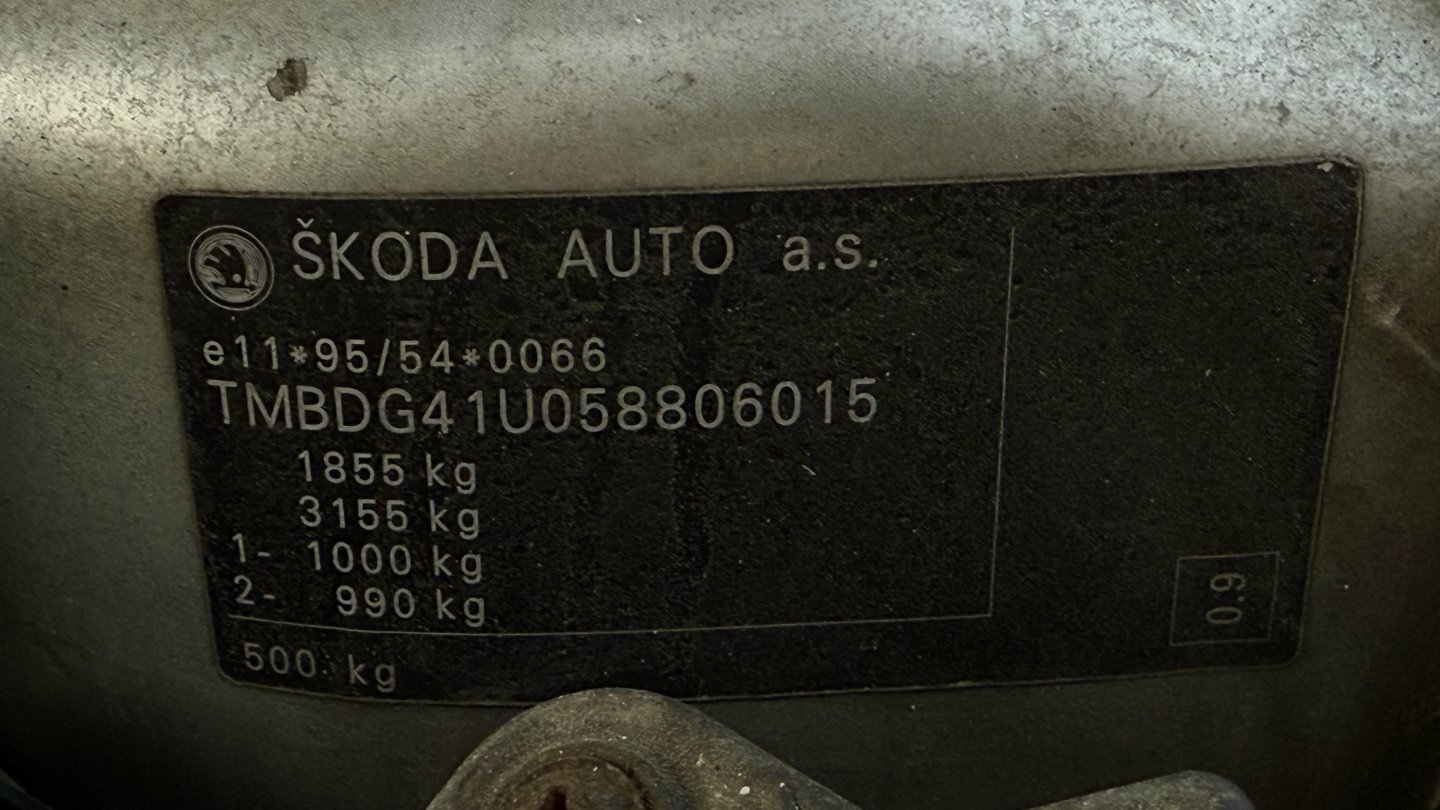 ŠKODA AUTO a.s.
e11*95/54*0066
TMBDG41U058806015
1855 kg
3155 kg
1- 1000 kg
2- 990 kg
500 kg
0.9